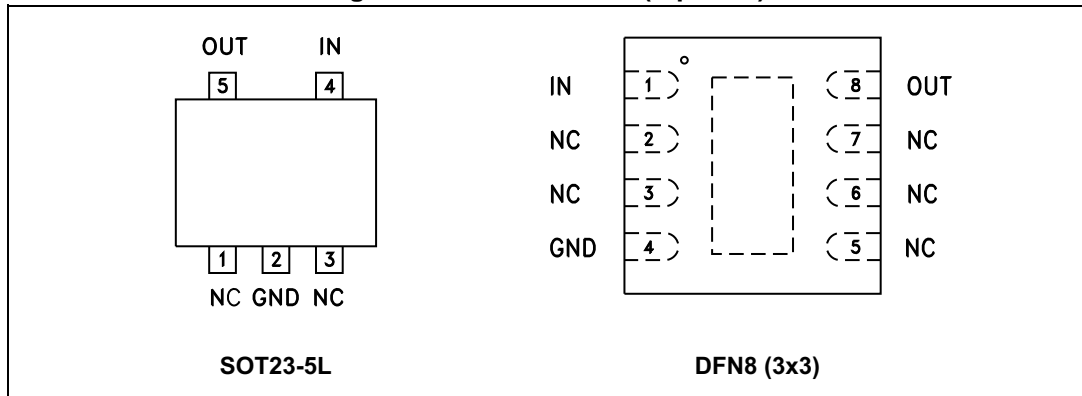 OUT IN
5 4
1 2 3
NC GND NC
SOT23-5L
IN 1 8 OUT
NC 2 7 NC
NC 3 6 NC
GND 4 5 NC
DFN8 (3x3)